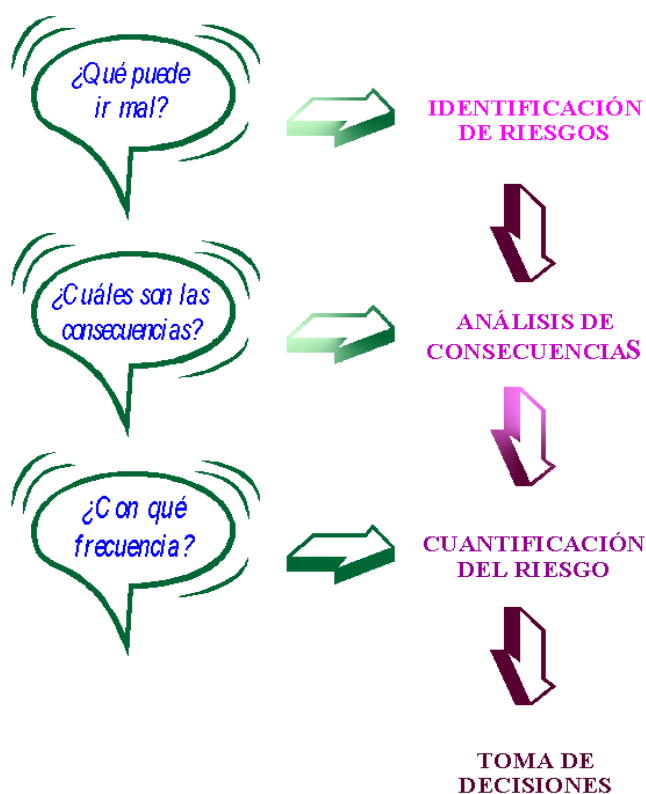 ¿Qué puede
ir mal?
IDENTIFICACIÓN
DE RIESGOS
¿Cuáles son las
consecuencias?
ANÁLISIS DE
CONSECUENCIAS
¿Con qué
frecuencia?
CUANTIFICACIÓN
DEL RIESGO
TOMA DE
DECISIONES